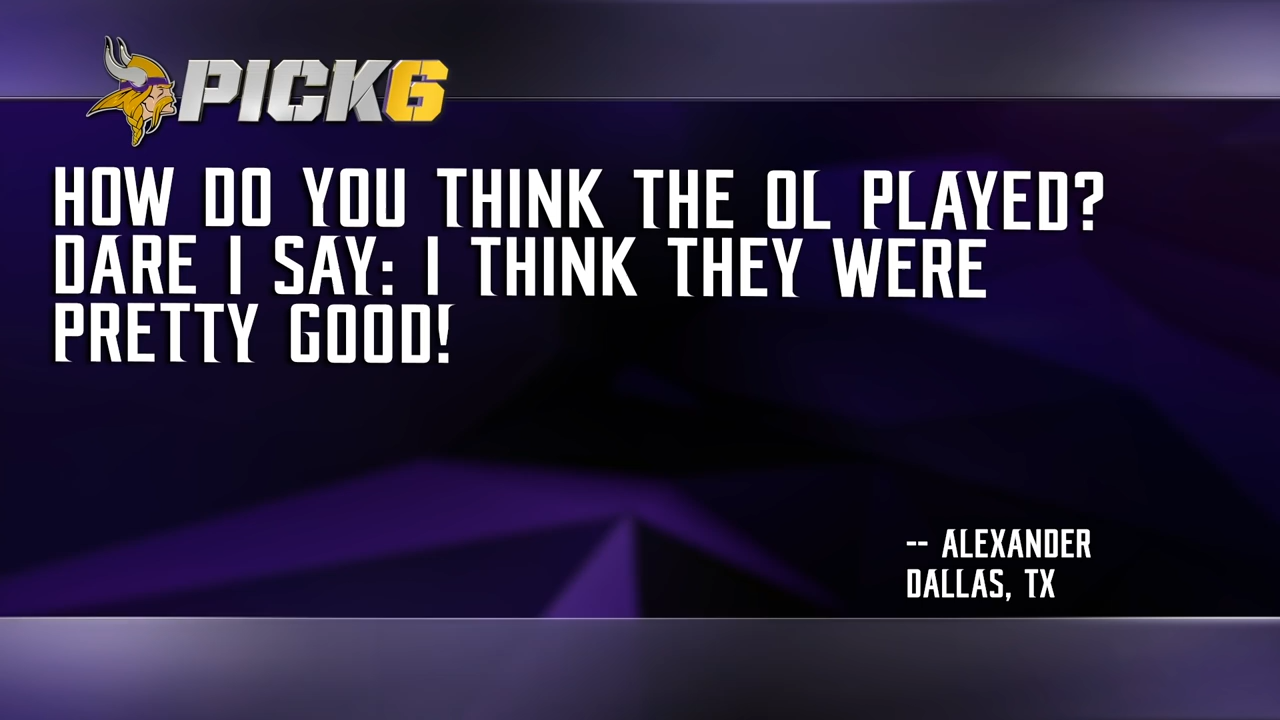 PICK6
HOW DO YOU THINK THE OL PLAYED?
DARE I SAY: I THINK THEY WERE
PRETTY GOOD!
-- ALEXANDER
DALLAS, TX